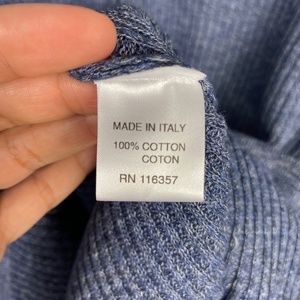 MADE IN ITALY
100% COTTON
COTON
RN 116357